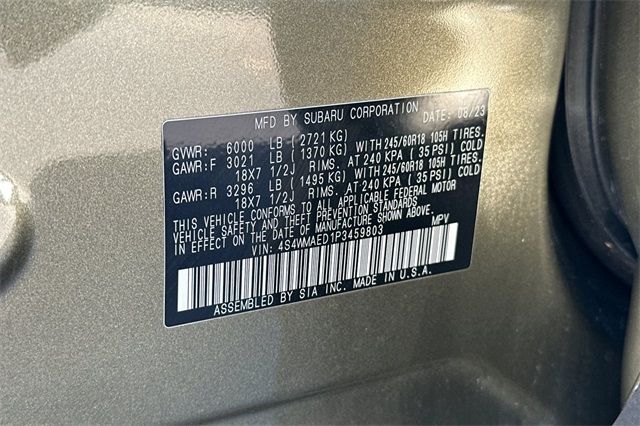 MFD BY SUBARU CORPORATION DATE: 08/23
GVWR: 6000 LB (2721 KG)
GAWR:F 3021 LB (1370 KG) WITH 245/60R18 105H TIRES.
18X7 1/2J RIMS. AT 240 KPA (35 PSI) COLD
GAWR:R 3296 LB (1495 KG) WITH 245/60R18 105H TIRES.
18X7 1/2J RIMS. AT 240 KPA (35 PSI) COLD
THIS VEHICLE CONFORMS TO ALL APPLICABLE FEDERAL MOTOR
VEHICLE SAFETY AND THEFT PREVENTION STANDARDS
IN EFFECT ON THE DATE OF MANUFACTURE SHOWN ABOVE.
VIN: 4S4WMAED1P3459803 MPV
ASSEMBLED BY SIA INC. MADE IN U.S.A.